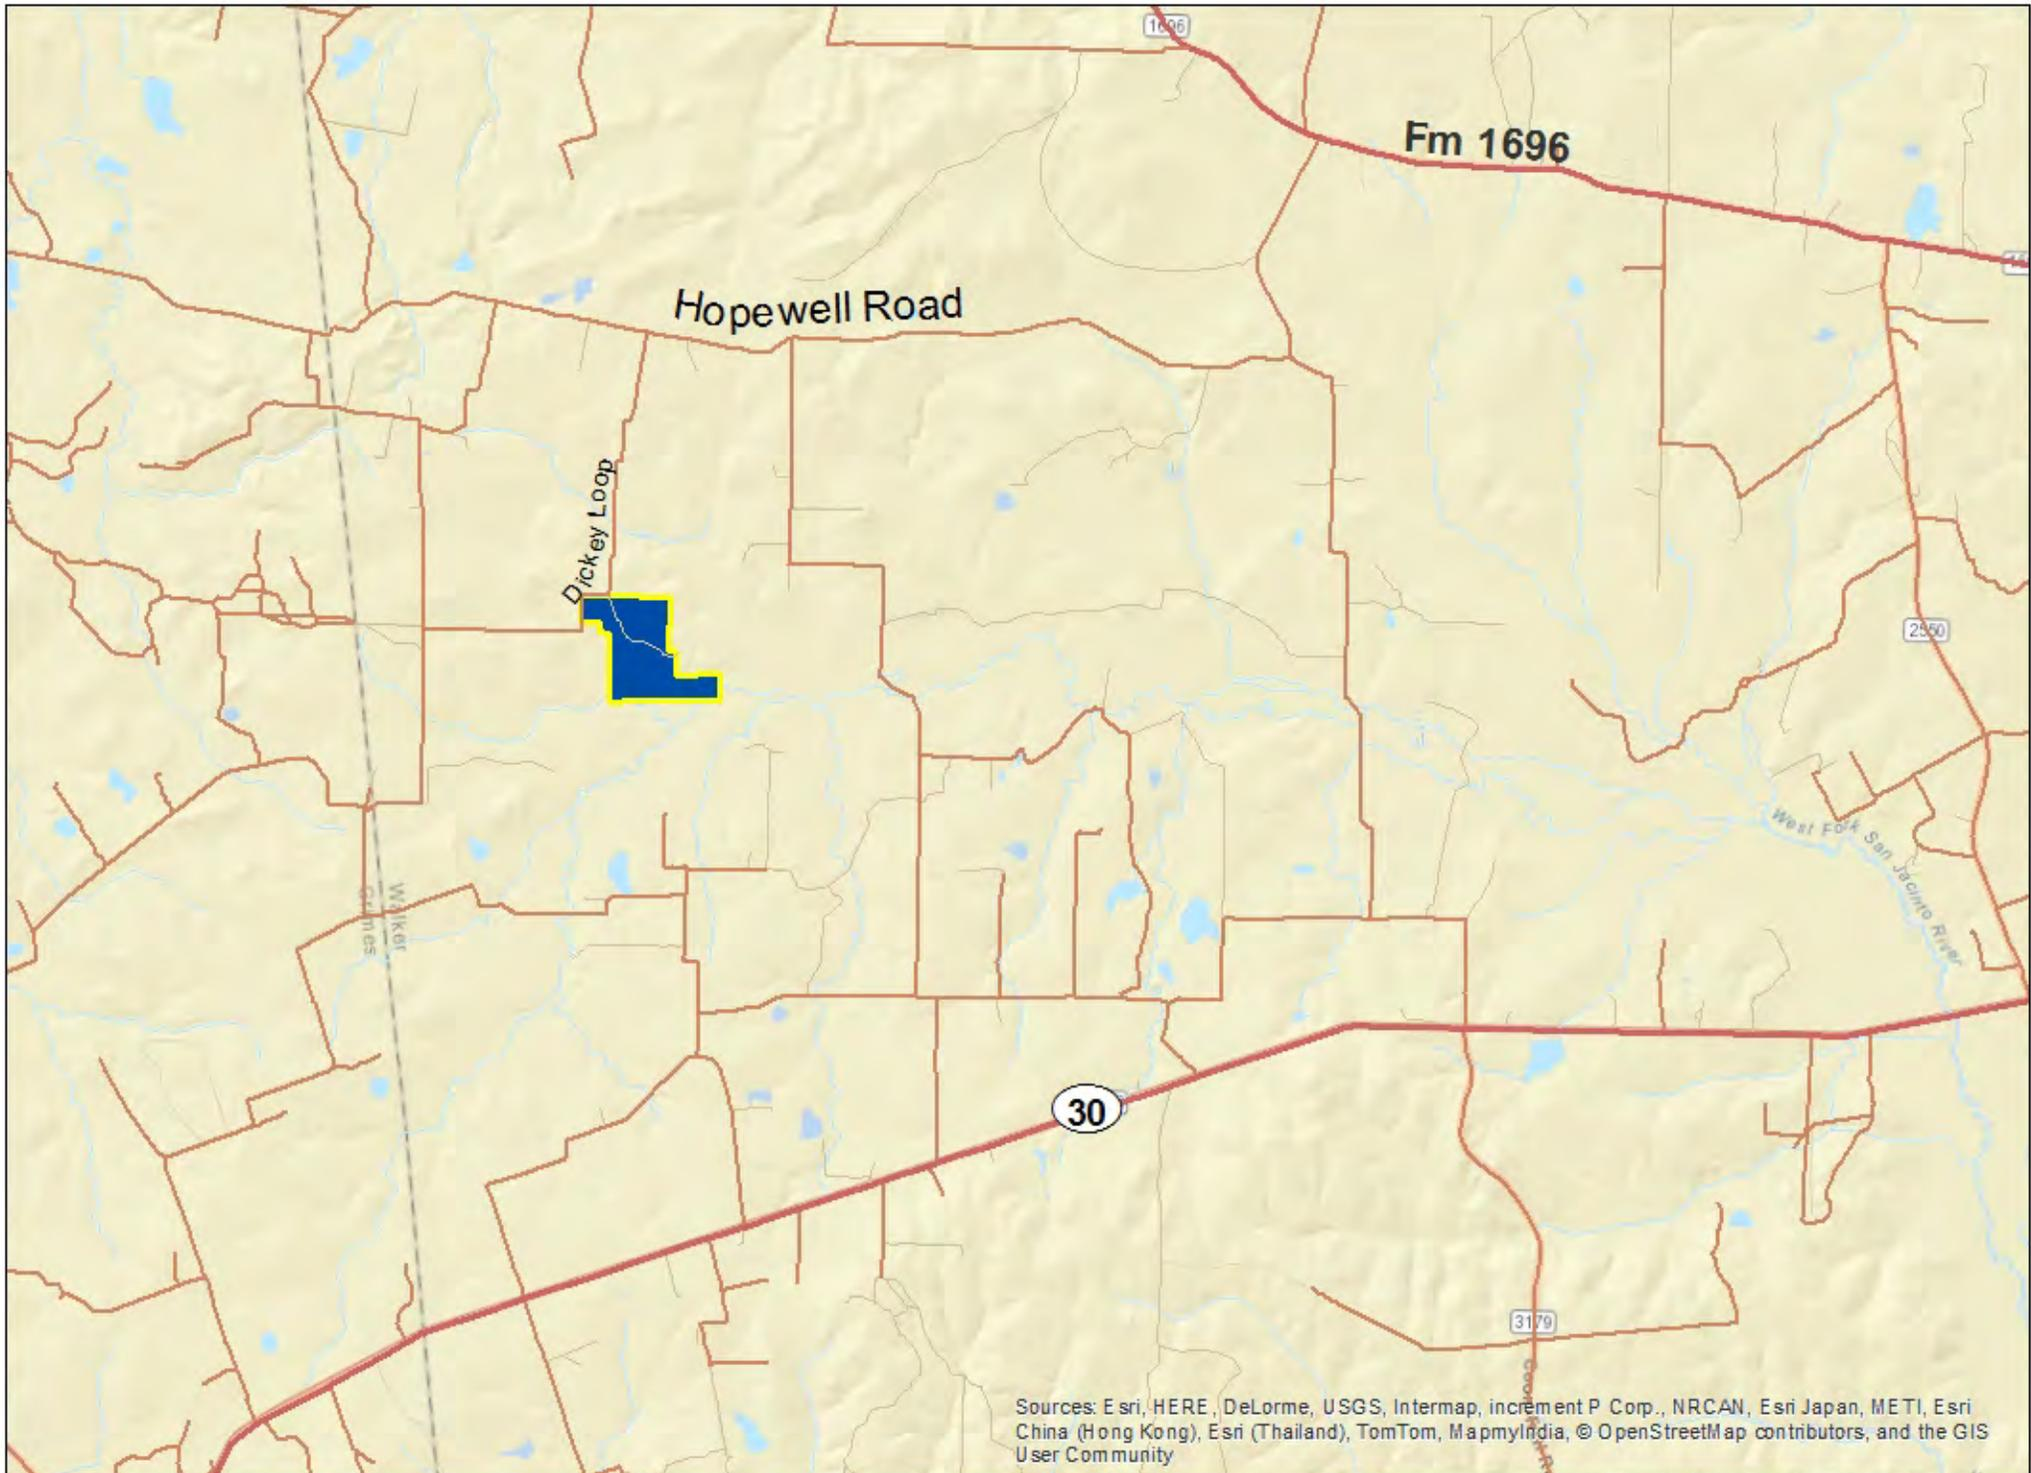 1696
Fm 1696
Hopewell Road
Dickey Loop
2550
West Fork San Jacinto River
Walker
Grimes
30
3179
Sources: Esri, HERE, DeLorme, USGS, Intermap, increment P Corp., NRCAN, Esri Japan, METI, Esri
China (Hong Kong), Esri (Thailand), TomTom, MapmyIndia, © OpenStreetMap contributors, and the GIS
User Community